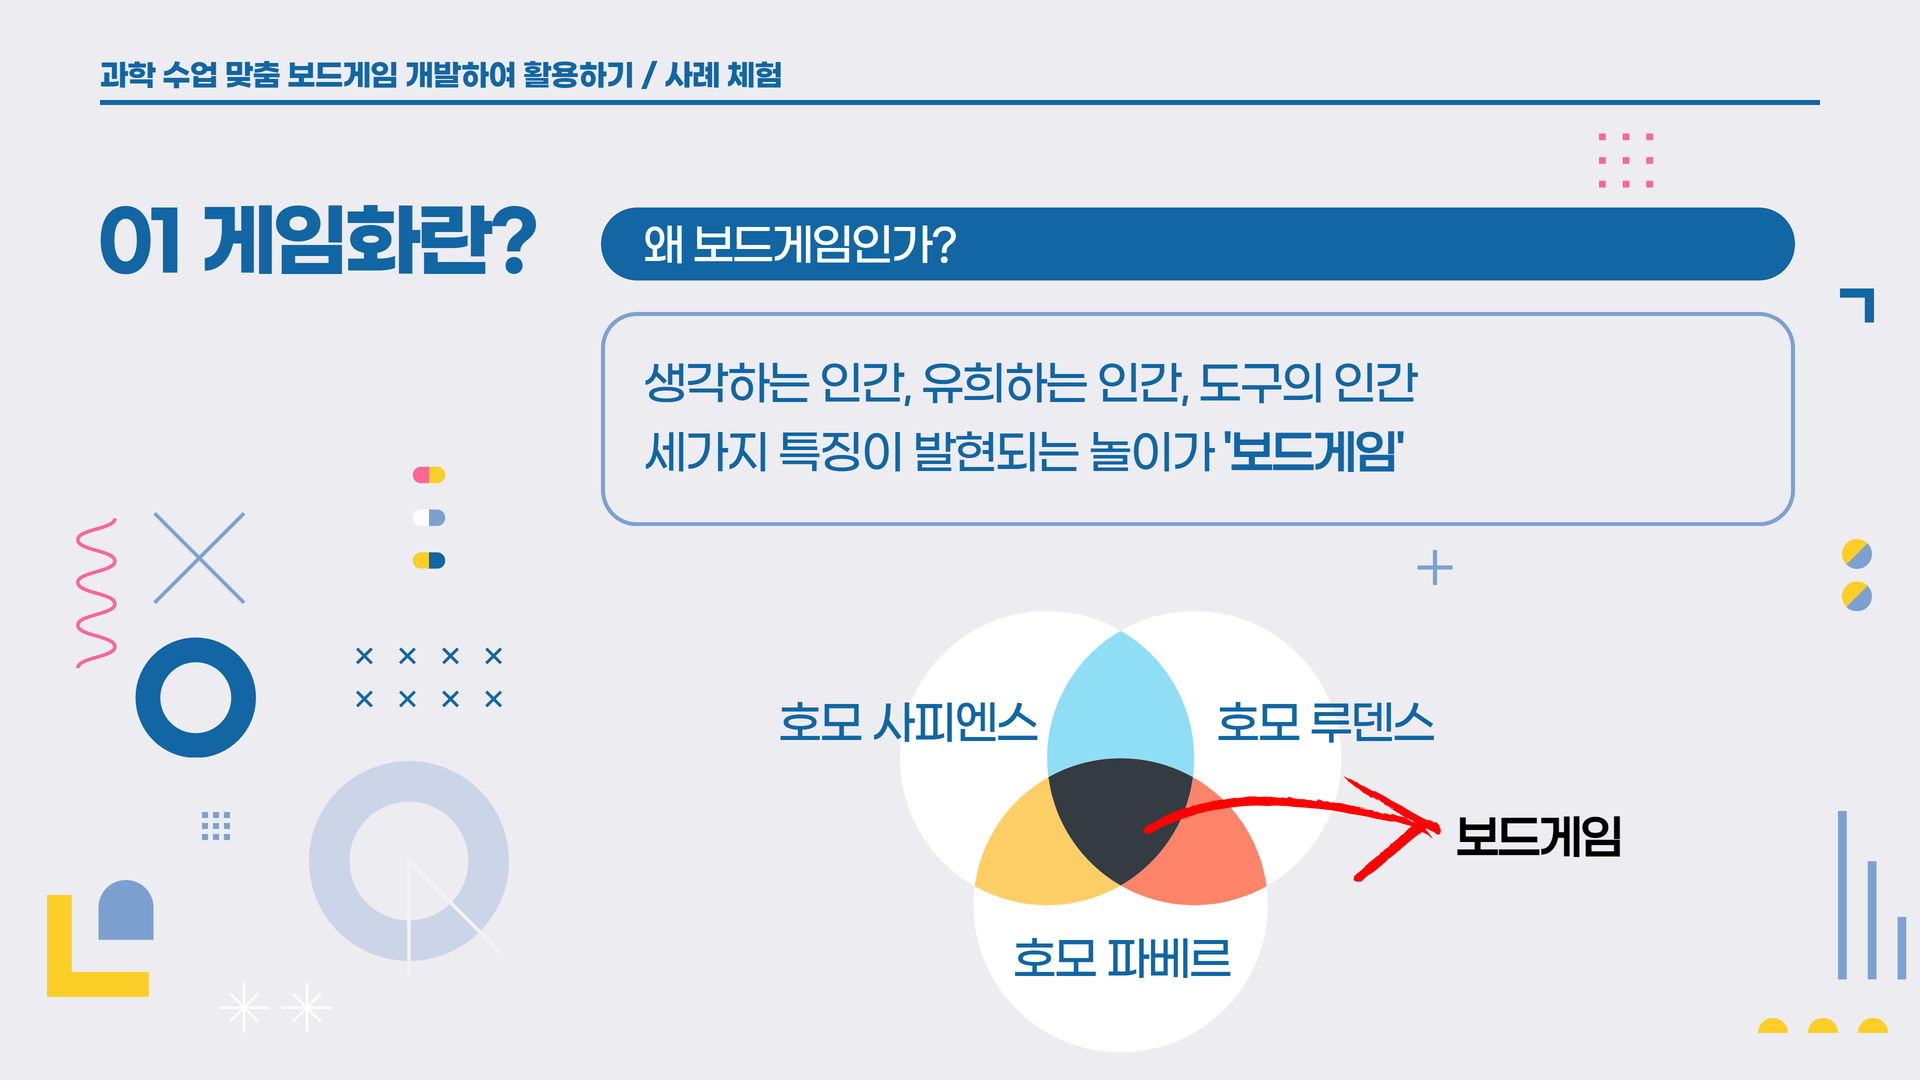 과학 수업 맞춤 보드게임 개발하여 활용하기 / 사례 체험
01 게임화란?
왜 보드게임인가?
생각하는 인간, 유희하는 인간, 도구의 인간
세가지 특징이 발현되는 놀이가 '보드게임'
호모 사피엔스
호모 루덴스
보드게임
호모 파베르